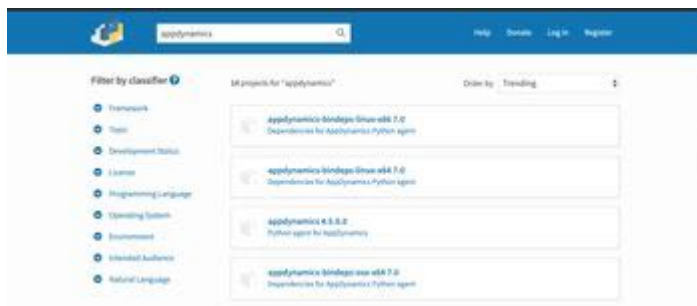 appdynamics
Help Donate Log in Register
Filter by classifier
Framework
Topic
Development Status
License
Programming Language
Operating System
Environment
Intended Audience
Natural Language
projects for "appdynamics"
Order by Trending
appdynamics-bindeps-linux-x86 7.0
Dependencies for AppDynamics Python agent
appdynamics-bindeps-linux-x64 7.0
Dependencies for AppDynamics Python agent
appdynamics 4.5.0.0
Python agent for AppDynamics
appdynamics-bindeps-osx-x64 7.0
Dependencies for AppDynamics Python agent